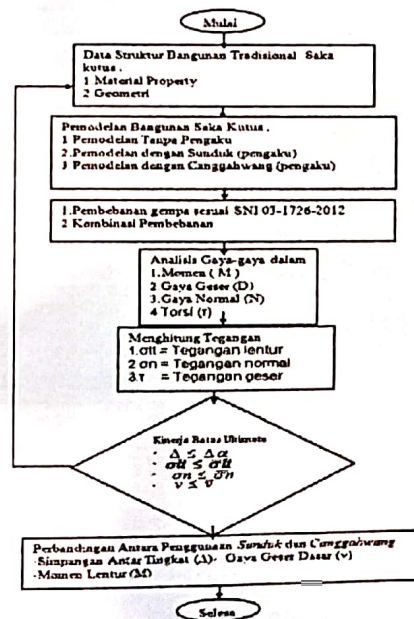 Mulai
Data Struktur Bangunan Tradisional Saka
kutus .
1 Material Property
2 Geometri
Pemodelan Bangunan Saka Kutus .
1 Pemodelan Tanpa Pengaku
2.Pemodelan dengan Sunduk (pengaku)
3 Pemodelan dengan Canggahwang (pengaku)
1.Pembebanan gempa sesuai SNI 03-1726-2012
2 Kombinasi Pembebanan
Analisis Gaya-gaya dalam
1.Momen ( M )
2 Gaya Geser (D)
3.Gaya Normal (N)
4 Torsi (τ)
Menghitung Tegangan
1.σlt = Tegangan lentur
2 σn = Tegangan normal
3.τ = Tegangan geser
Kinerja Batas Ultimate
· Δ ≤ Δa
· σlt ≤ σ̅lt
· σn ≤ σ̅n
· v ≤ v̅
Perbandingan Antara Penggunaan Sunduk dan Canggahwang
-Simpangan Antar Tingkat (Δ)- Gaya Geser Dasar (v)
-Momen Lentur (M)
Selesa